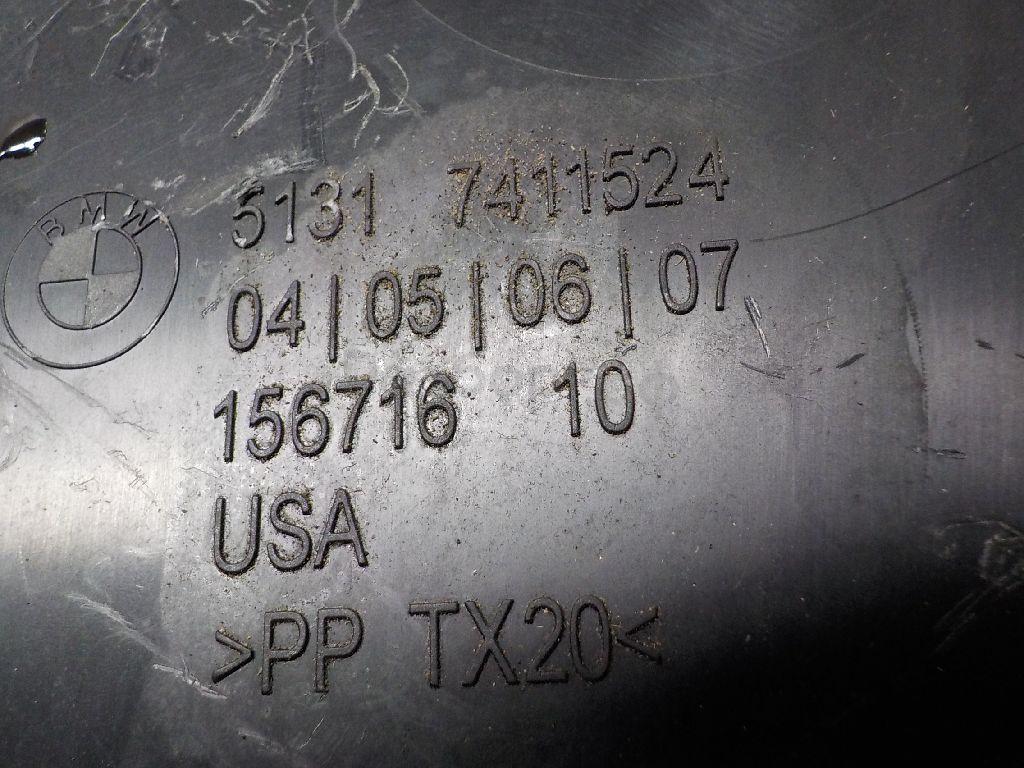 BMW
5131 7411524
04|05|06|07
156716 10
USA
>PP TX20<